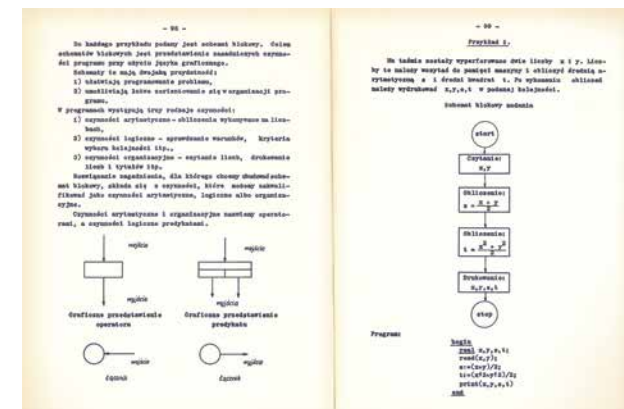 Do każdego przykładu podany jest schemat blokowy. Celem
schematów blokowych jest przedstawienie zasadniczych czynno-
ści programu przy użyciu języka graficznego.
Schematy te mają dwojaką przydatność:
1) ułatwiają programowanie problemu,
2) umożliwiają łatwe zorientowanie się w organizacji pro-
gramu.
W programach występują trzy rodzaje czynności:
1) czynności arytmetyczne - obliczenia wykonywane na licz-
bach,
2) czynności logiczne - sprawdzanie warunków, kryteria
wyboru kolejności itp.,
3) czynności organizacyjne - czytanie liczb, drukowanie
liczb i tytułów itp.
Rozwiązanie zagadnienia, dla którego chcemy zbudować sche-
mat blokowy, składa się z czynności, które możemy zakwali-
fikować jako czynności arytmetyczne, logiczne albo organiza-
cyjne.
Czynności arytmetyczne i organizacyjne nazwiemy operato-
rami, a czynności logiczne predykatami.
wejście
wejście
wyjście
wyjścia
Graficzne przedstawienie
operatora
Graficzne przedstawienie
predykatu
wejście
wyjście
Łącznik
Łącznik
- 99 -
Przykład 1.
Na taśmie zostały wyperforowane dwie liczby x i y. Licz-
by te należy wczytać do pamięci maszyny i obliczyć średnią a-
rytmetyczną s i średni kwadrat t. Po wykonaniu obliczeń
należy wydrukować x,y,s,t w podanej kolejności.
Schemat blokowy zadania
start
Czytanie:
x,y
Obliczenie:
s = x + y / 2
Obliczenie:
t = x² + y² / 2
Drukowanie:
x,y,s,t
stop
Program:
begin
real x,y,s,t;
read(x,y);
s:=(x+y)/2;
t:=(x↑2+y↑2)/2;
print(x,y,s,t)
end